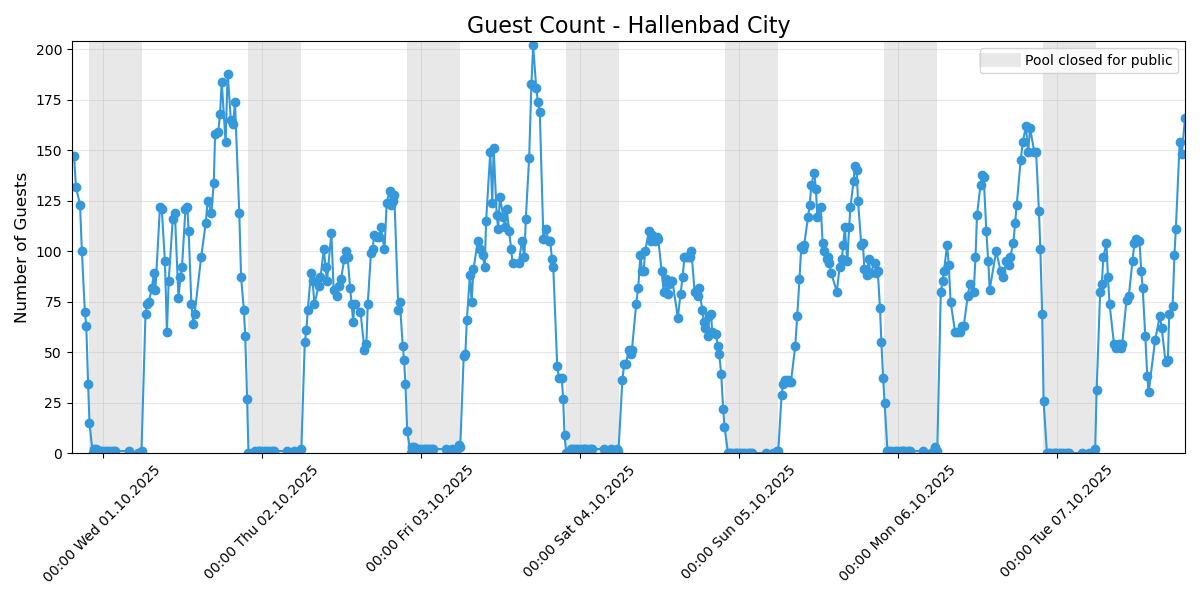 Guest Count - Hallenbad City
Pool closed for public
Number of Guests
200
175
150
125
100
75
50
25
0
00:00 Wed 01.10.2025
00:00 Thu 02.10.2025
00:00 Fri 03.10.2025
00:00 Sat 04.10.2025
00:00 Sun 05.10.2025
00:00 Mon 06.10.2025
00:00 Tue 07.10.2025